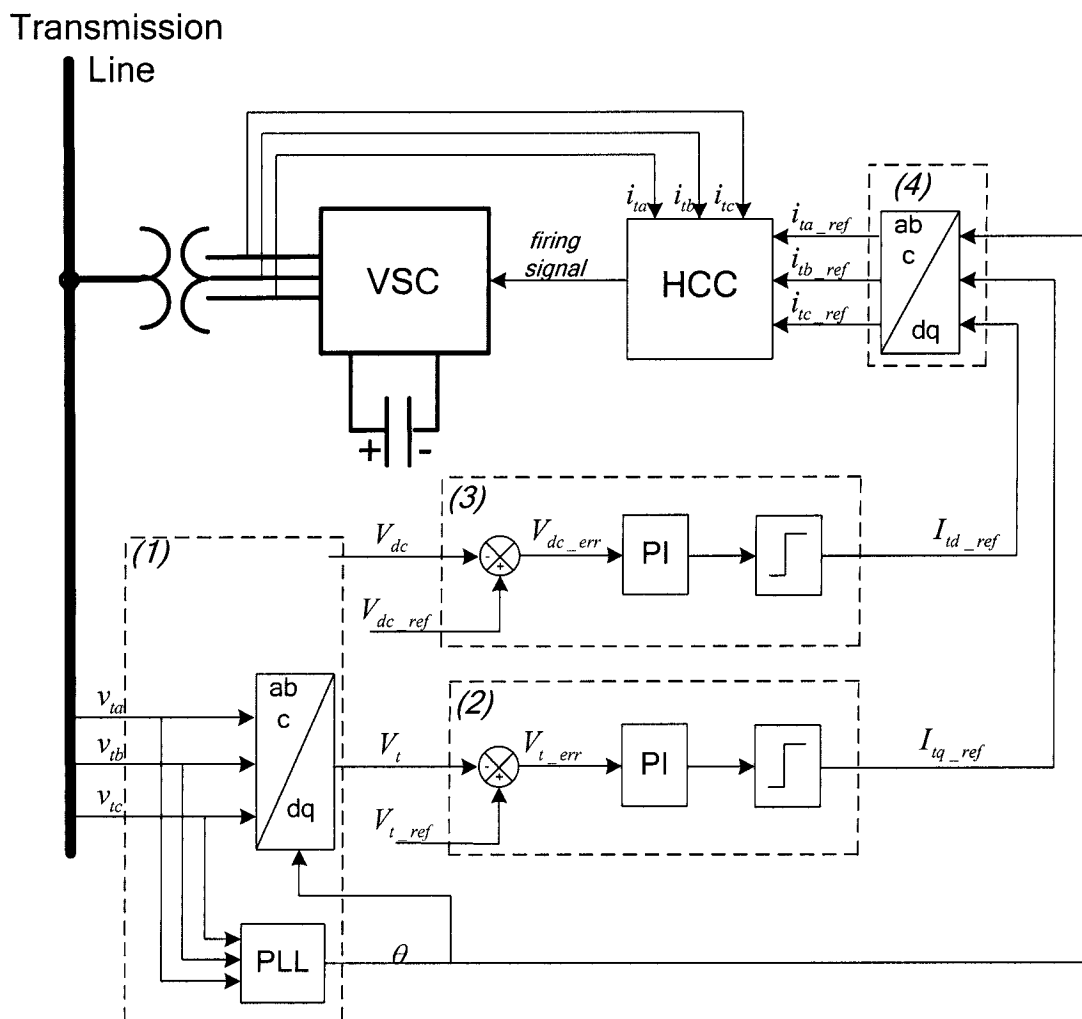 Transmission
Line
(4)
i_ta i_tb i_tc
i_ta_ref
ab
c
firing
signal
VSC
HCC
i_tb_ref
i_tc_ref
dq
+ -
(3)
V_dc
V_dc_err
-
+
PI
I_td_ref
(1)
V_dc_ref
(2)
ab
c
v_ta
V_t
V_t_err
-
+
PI
I_tq_ref
v_tb
v_tc
dq
V_t_ref
PLL
θ